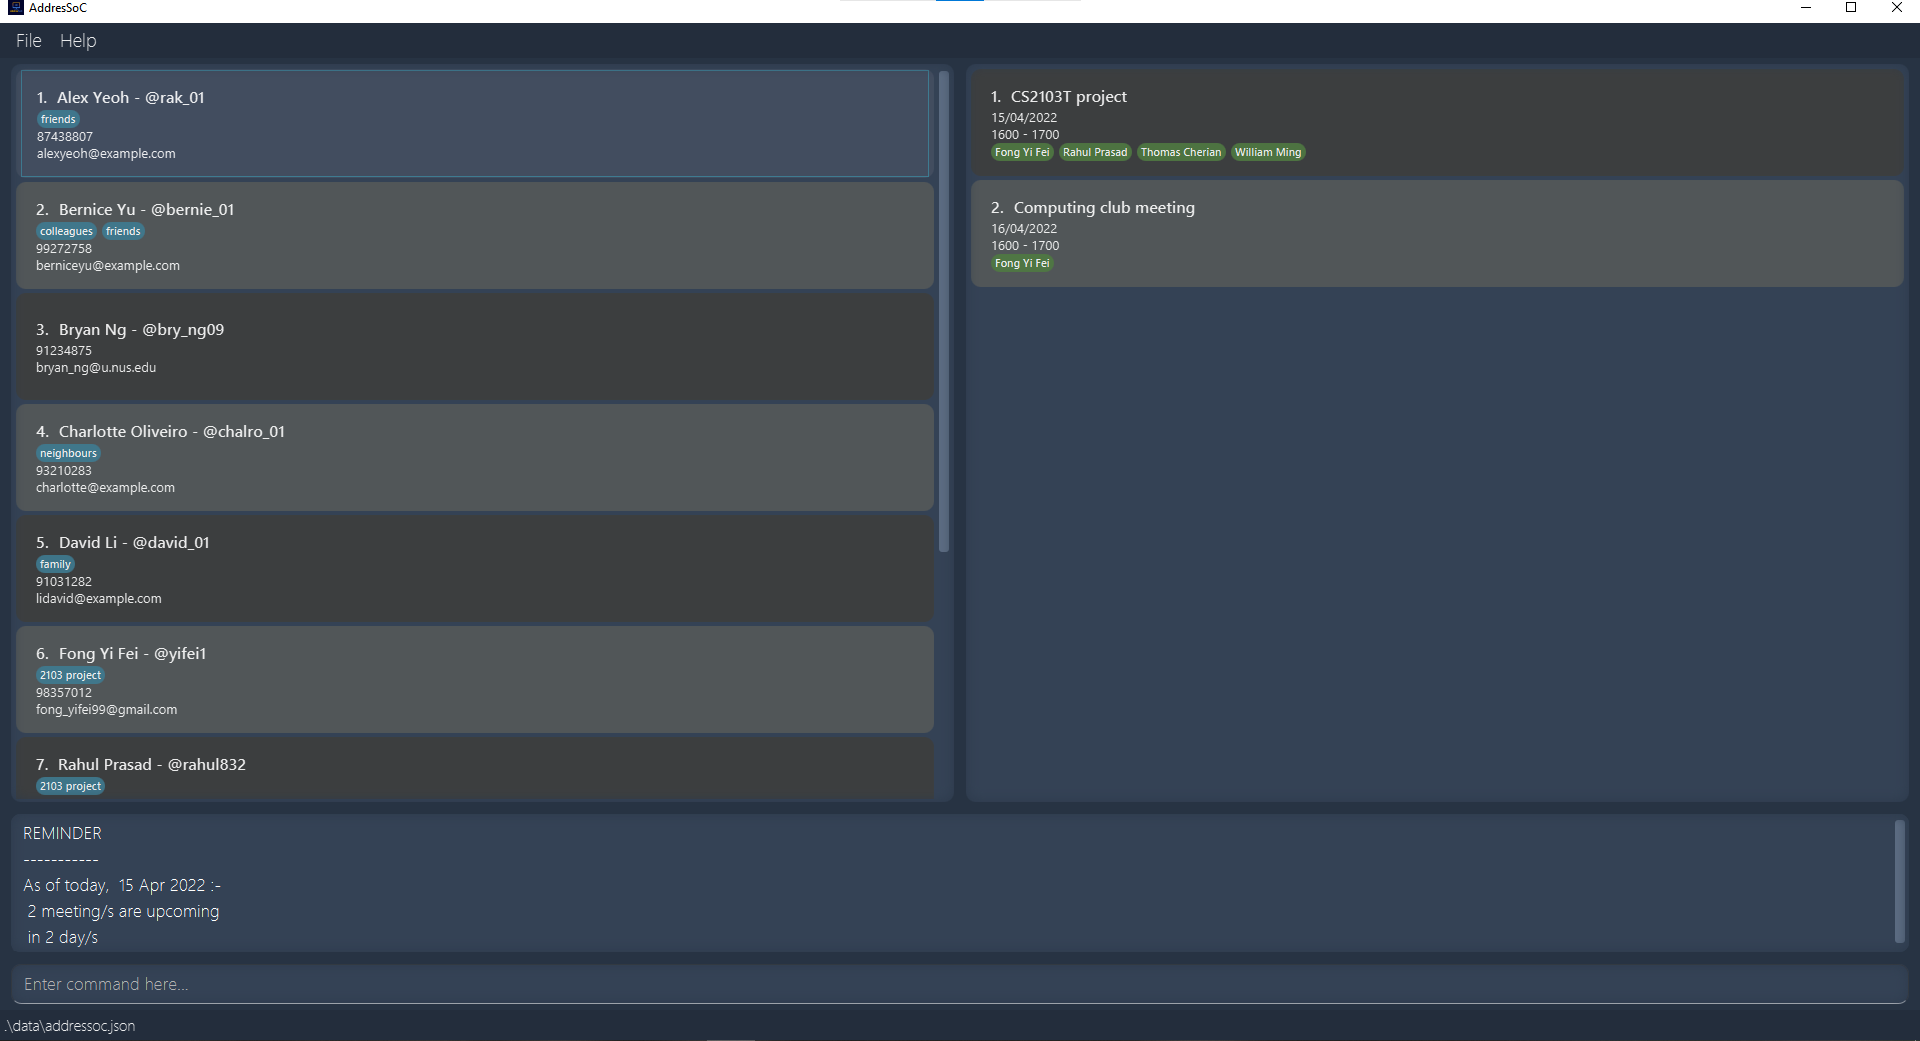 AddresSoC
File Help
1. Alex Yeoh - @rak_01
friends
87438807
alexyeoh@example.com
2. Bernice Yu - @bernie_01
colleagues friends
99272758
berniceyu@example.com
3. Bryan Ng - @bry_ng09
91234875
bryan_ng@u.nus.edu
4. Charlotte Oliveiro - @chalro_01
neighbours
93210283
charlotte@example.com
5. David Li - @david_01
family
91031282
lidavid@example.com
6. Fong Yi Fei - @yifei1
2103 project
98357012
fong_yifei99@gmail.com
7. Rahul Prasad - @rahul832
2103 project
1. CS2103T project
15/04/2022
1600 - 1700
Fong Yi Fei Rahul Prasad Thomas Cherian William Ming
2. Computing club meeting
16/04/2022
1600 - 1700
Fong Yi Fei
REMINDER
-----------
As of today, 15 Apr 2022 :-
2 meeting/s are upcoming
in 2 day/s
Enter command here...
.\data\addressoc.json